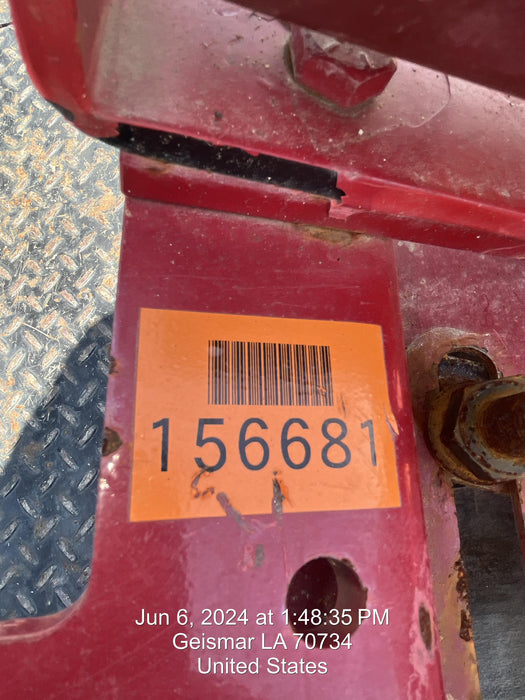 156681
Jun 6, 2024 at 1:48:35 PM
Geismar LA 70734
United States